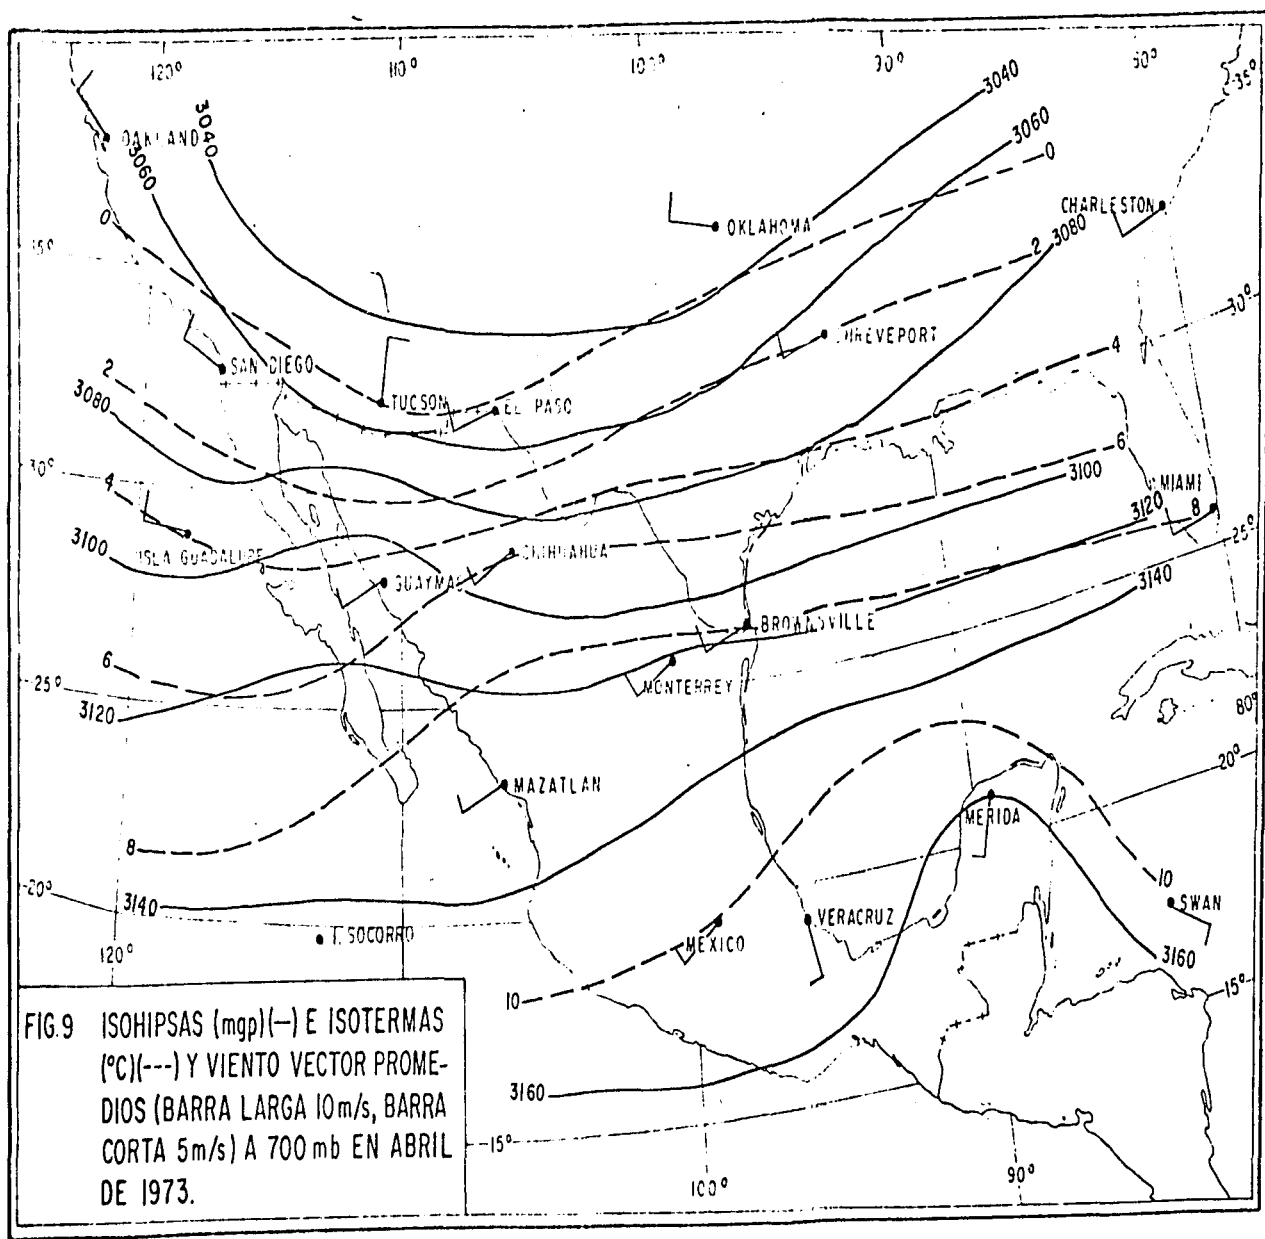 120° 110° 100° 90°
35°
3040
3040
3060
3060
0
0
OAKLAND
OKLAHOMA
CHARLESTON
3080
2
35°
30°
SAN DIEGO
TUCSON
EL PASO
4
2
3080
30°
4
6
3100
MIAMI
3120
8
25°
3100
ISLA GUADALUPE
CHIHUAHUA
GUAYMAS
3140
BROWNSVILLE
MONTERREY
6
25°
3120
80°
20°
MAZATLAN
MERIDA
8
10
20°
3140
SWAN
I. SOCORRO
MEXICO
VERACRUZ
120°
3160
10
15°
3160
15°
100°
90°
FIG.9 ISOHIPSAS (mgp)(—) E ISOTERMAS
(°C)(---) Y VIENTO VECTOR PROME-
DIOS (BARRA LARGA 10 m/s, BARRA
CORTA 5m/s) A 700 mb EN ABRIL
DE 1973.